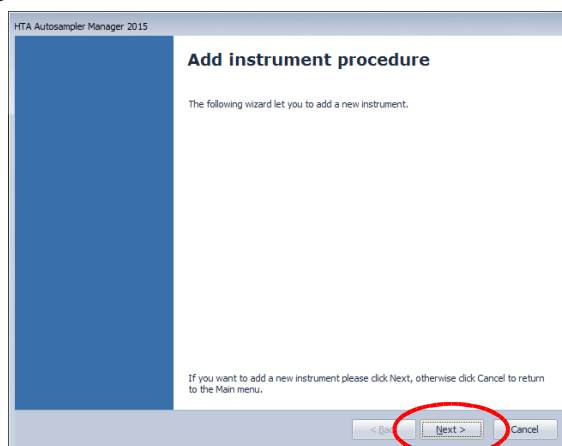 HTA Autosampler Manager 2015
Add instrument procedure
The following wizard let you to add a new instrument.
If you want to add a new instrument please click Next, otherwise click Cancel to return
to the Main menu.
< Back Next > Cancel